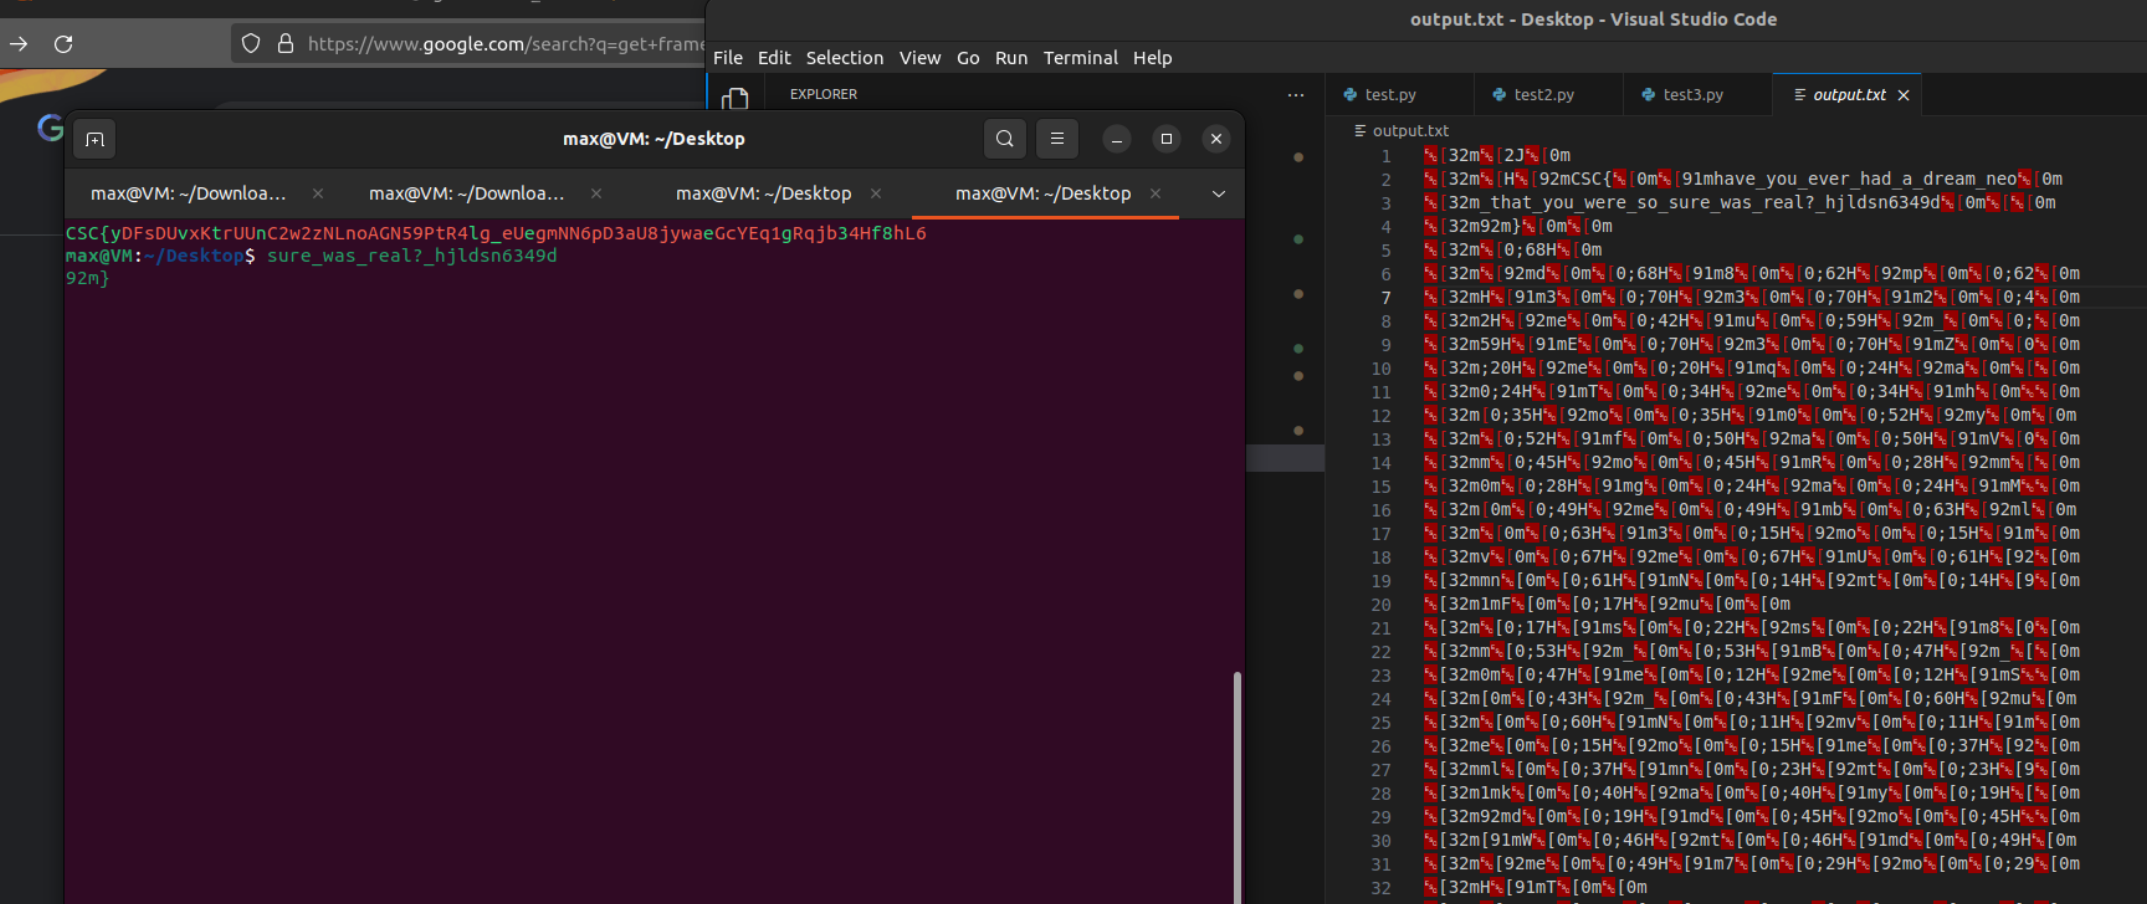 https://www.google.com/search?q=get+frame
output.txt - Desktop - Visual Studio Code
File Edit Selection View Go Run Terminal Help
EXPLORER
test.py test2.py test3.py output.txt
output.txt
max@VM: ~/Desktop
max@VM: ~/Downloa... max@VM: ~/Downloa... max@VM: ~/Desktop max@VM: ~/Desktop
CSC{yDFsDUvxKtrUUnC2w2zNLnoAGN59PtR4lg_eUegmNN6pD3aU8jywaeGcYEq1gRqjb34Hf8hL6
max@VM:~/Desktop$ sure_was_real?_hjldsn6349d
92m}
1 ␛[32m␛[2J␛[0m
2 ␛[32m␛[H␛[92mCSC{␛[0m␛[91mhave_you_ever_had_a_dream_neo␛[0m
3 ␛[32m_that_you_were_so_sure_was_real?_hjldsn6349d␛[0m␛[␛[0m
4 ␛[32m92m}␛[0m␛[0m
5 ␛[32m␛[0;68H␛[0m
6 ␛[32m␛[92md␛[0m␛[0;68H␛[91m8␛[0m␛[0;62H␛[92mp␛[0m␛[0;62␛[0m
7 ␛[32mH␛[91m3␛[0m␛[0;70H␛[92m3␛[0m␛[0;70H␛[91m2␛[0m␛[0;4␛[0m
8 ␛[32m2H␛[92me␛[0m␛[0;42H␛[91mu␛[0m␛[0;59H␛[92m_␛[0m␛[0;␛[0m
9 ␛[32m59H␛[91mE␛[0m␛[0;70H␛[92m3␛[0m␛[0;70H␛[91mZ␛[0m␛[0␛[0m
10 ␛[32m;20H␛[92me␛[0m␛[0;20H␛[91mq␛[0m␛[0;24H␛[92ma␛[0m␛[␛[0m
11 ␛[32m0;24H␛[91mT␛[0m␛[0;34H␛[92me␛[0m␛[0;34H␛[91mh␛[0m␛␛[0m
12 ␛[32m[0;35H␛[92mo␛[0m␛[0;35H␛[91m0␛[0m␛[0;52H␛[92my␛[0m␛[0m
13 ␛[32m␛[0;52H␛[91mf␛[0m␛[0;50H␛[92ma␛[0m␛[0;50H␛[91mV␛[0␛[0m
14 ␛[32mm␛[0;45H␛[92mo␛[0m␛[0;45H␛[91mR␛[0m␛[0;28H␛[92mm␛[␛[0m
15 ␛[32m0m␛[0;28H␛[91mg␛[0m␛[0;24H␛[92ma␛[0m␛[0;24H␛[91mM␛␛[0m
16 ␛[32m[0m␛[0;49H␛[92me␛[0m␛[0;49H␛[91mb␛[0m␛[0;63H␛[92ml␛[0m
17 ␛[32m␛[0m␛[0;63H␛[91m3␛[0m␛[0;15H␛[92mo␛[0m␛[0;15H␛[91m␛[0m
18 ␛[32mv␛[0m␛[0;67H␛[92me␛[0m␛[0;67H␛[91mU␛[0m␛[0;61H␛[92␛[0m
19 ␛[32mmn␛[0m␛[0;61H␛[91mN␛[0m␛[0;14H␛[92mt␛[0m␛[0;14H␛[9␛[0m
20 ␛[32m1mF␛[0m␛[0;17H␛[92mu␛[0m␛[0m
21 ␛[32m␛[0;17H␛[91ms␛[0m␛[0;22H␛[92ms␛[0m␛[0;22H␛[91m8␛[0␛[0m
22 ␛[32mm␛[0;53H␛[92m_␛[0m␛[0;53H␛[91mB␛[0m␛[0;47H␛[92m_␛[␛[0m
23 ␛[32m0m␛[0;47H␛[91me␛[0m␛[0;12H␛[92me␛[0m␛[0;12H␛[91mS␛␛[0m
24 ␛[32m[0m␛[0;43H␛[92m_␛[0m␛[0;43H␛[91mF␛[0m␛[0;60H␛[92mu␛[0m
25 ␛[32m␛[0m␛[0;60H␛[91mN␛[0m␛[0;11H␛[92mv␛[0m␛[0;11H␛[91m␛[0m
26 ␛[32me␛[0m␛[0;15H␛[92mo␛[0m␛[0;15H␛[91me␛[0m␛[0;37H␛[92␛[0m
27 ␛[32mml␛[0m␛[0;37H␛[91mn␛[0m␛[0;23H␛[92mt␛[0m␛[0;23H␛[9␛[0m
28 ␛[32m1mk␛[0m␛[0;40H␛[92ma␛[0m␛[0;40H␛[91my␛[0m␛[0;19H␛[␛[0m
29 ␛[32m92md␛[0m␛[0;19H␛[91md␛[0m␛[0;45H␛[92mo␛[0m␛[0;45H␛␛[0m
30 ␛[32m[91mW␛[0m␛[0;46H␛[92mt␛[0m␛[0;46H␛[91md␛[0m␛[0;49H␛[0m
31 ␛[32m␛[92me␛[0m␛[0;49H␛[91m7␛[0m␛[0;29H␛[92mo␛[0m␛[0;29␛[0m
32 ␛[32mH␛[91mT␛[0m␛[0m